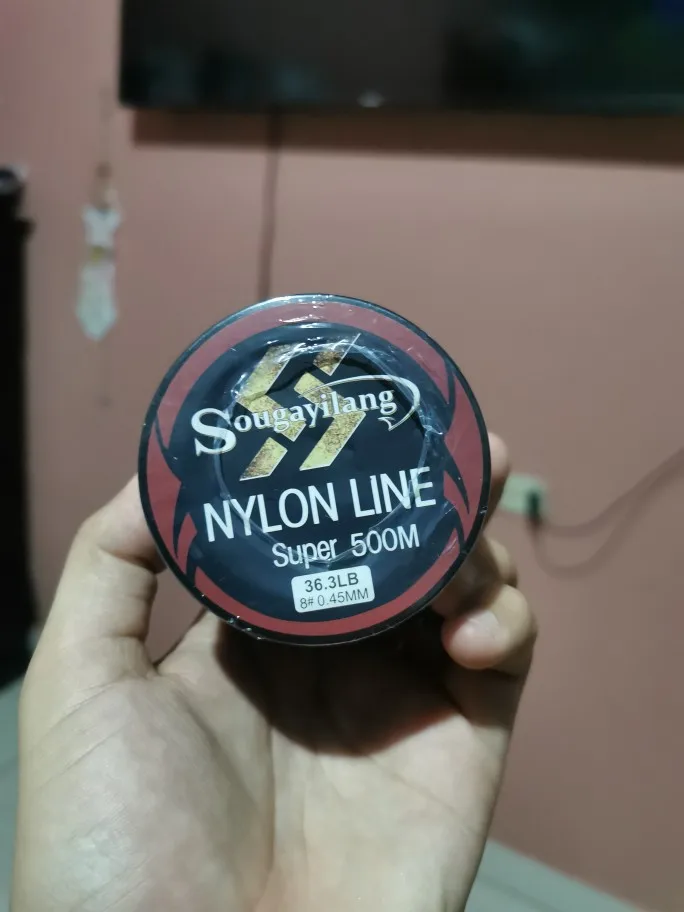 Sougayilang
NYLON LINE
Super 500M
36.3LB
8# 0.45MM